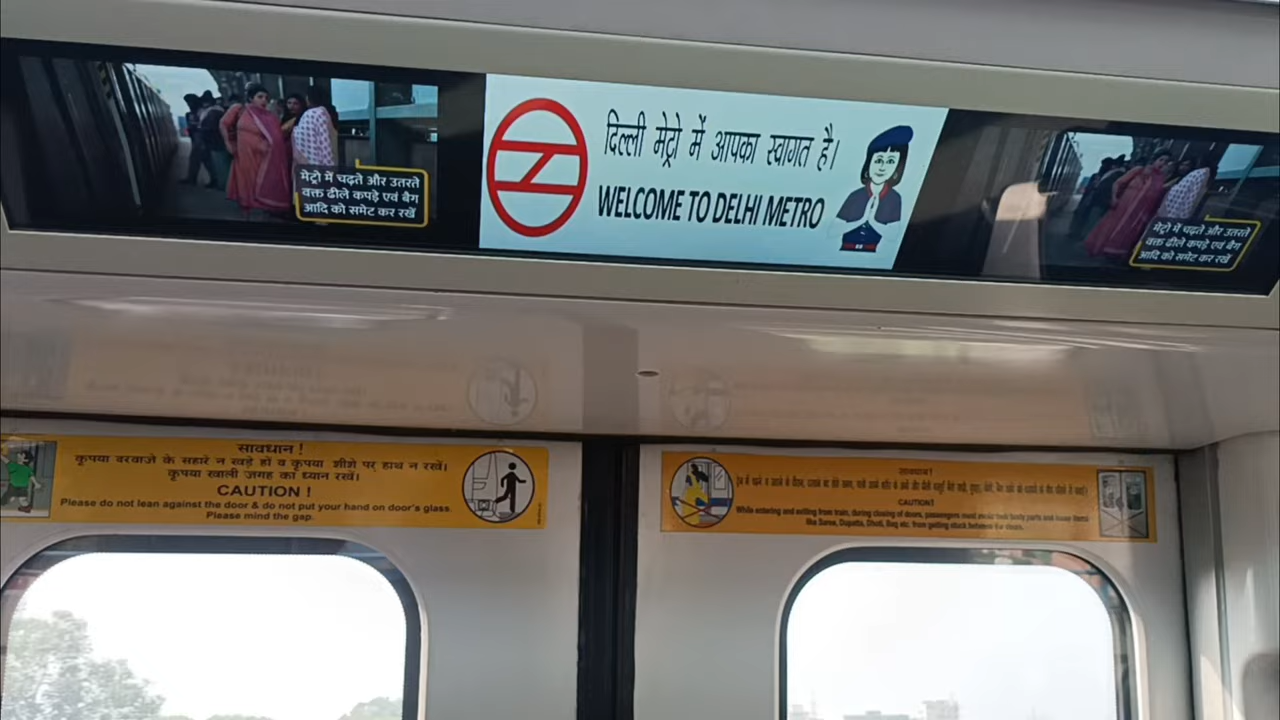 मेट्रो में चढ़ते और उतरते
वक्त ढीले कपड़े एवं बैग
आदि को समेट कर रखें
दिल्ली मेट्रो में आपका स्वागत है।
WELCOME TO DELHI METRO
मेट्रो में चढ़ते और उतरते
वक्त ढीले कपड़े एवं बैग
आदि को समेट कर रखें
सावधान !
कृपया दरवाजे के सहारे न खड़े हों व कृपया शीशे पर हाथ न रखें।
कृपया खाली जगह का ध्यान रखें।
CAUTION !
Please do not lean against the door & do not put your hand on door's glass.
Please mind the gap.
सावधान!
CAUTION!
While entering and exiting from train, during closing of doors, passengers must avoid their body parts and loose items
like Saree, Dupatta, Dhoti, Bag etc. from getting stuck between the doors.